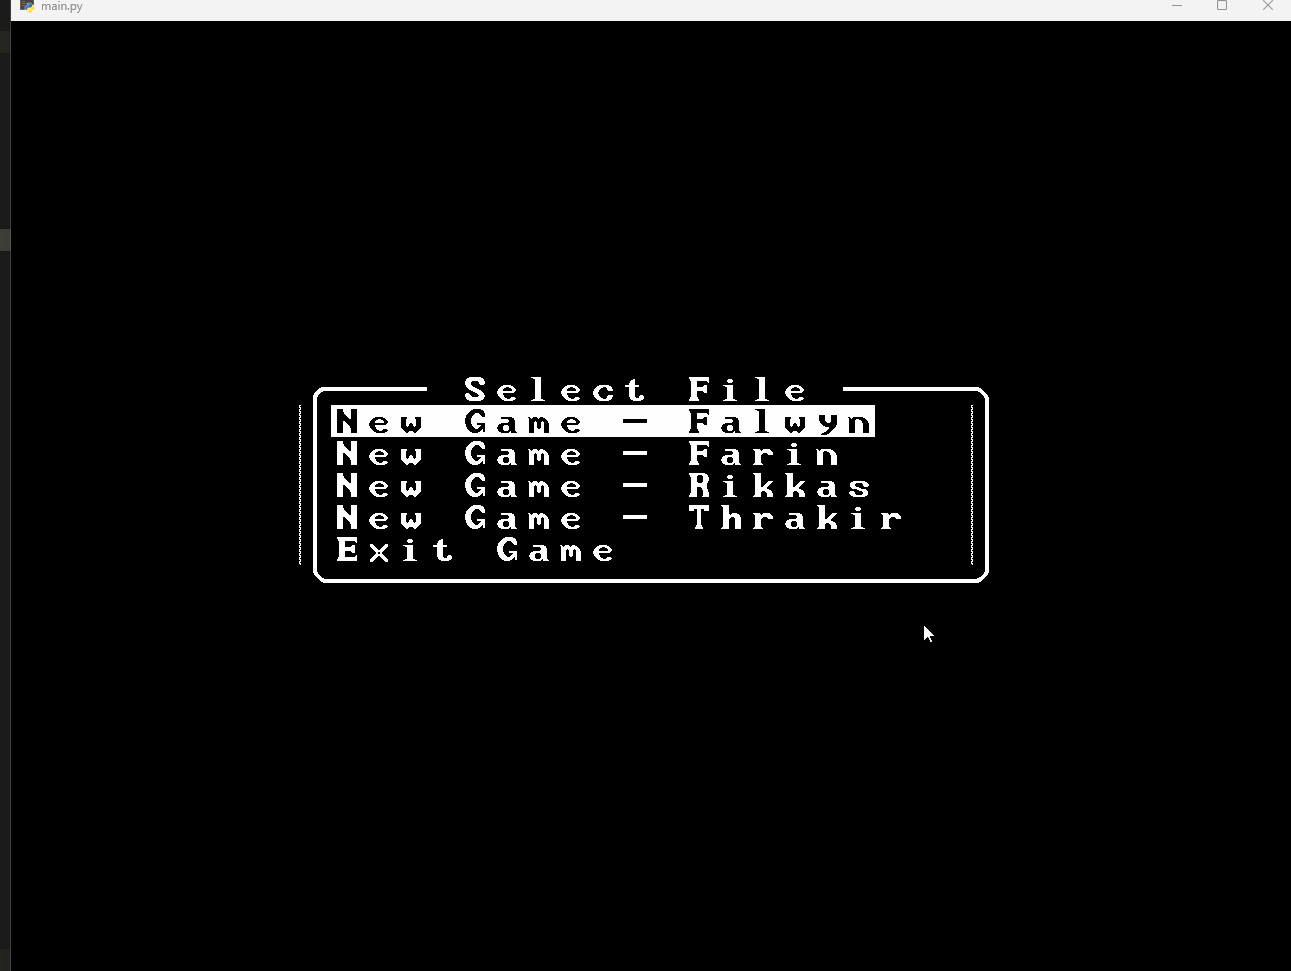 main.py
Select File
New Game - Falwyn
New Game - Farin
New Game - Rikkas
New Game - Thrakir
Exit Game